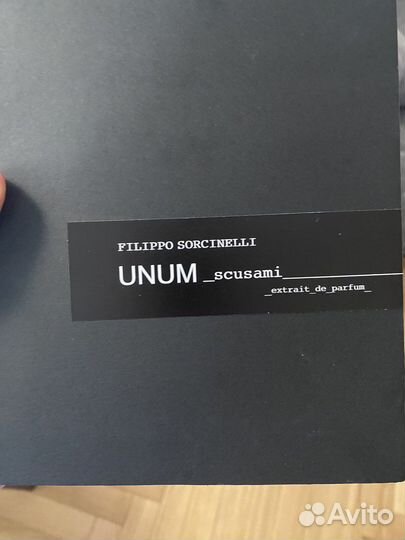 FILIPPO SORCINELLI
UNUM _scusami_
_extrait_de_parfum_
Avito